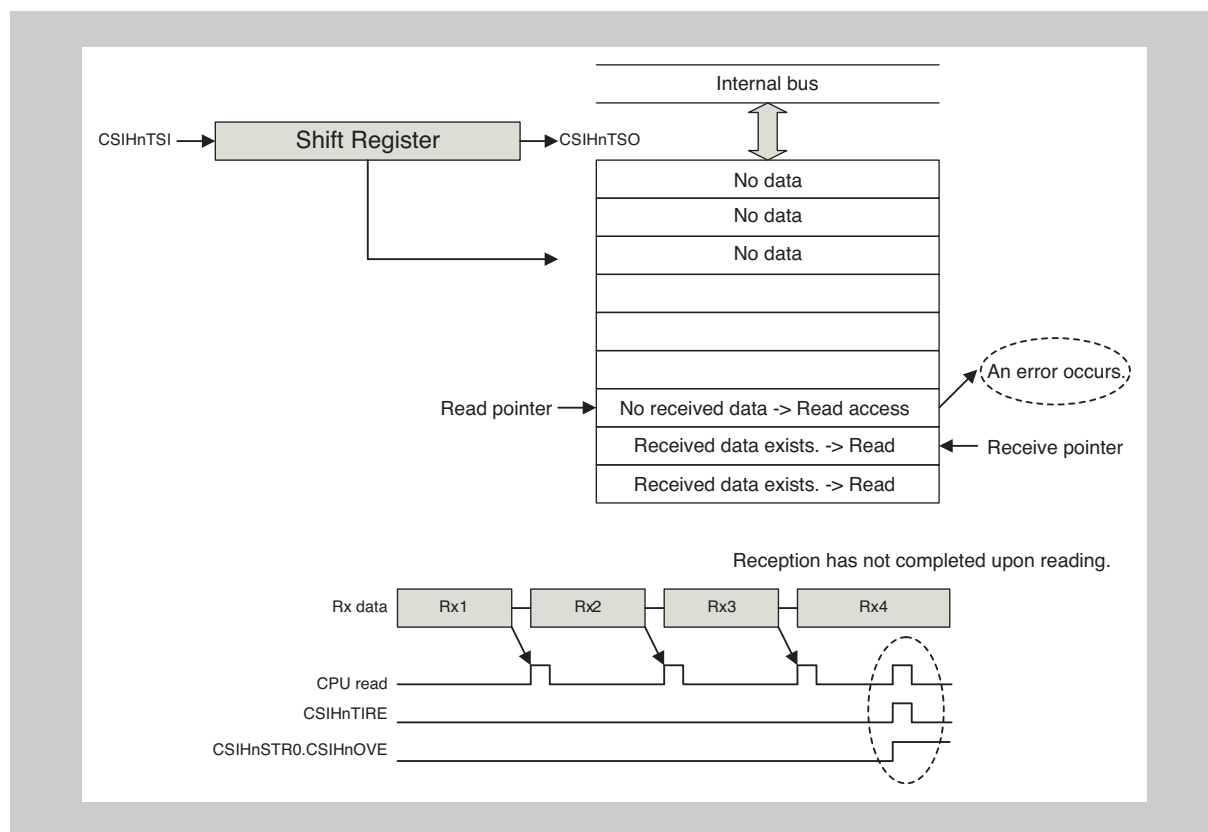 Internal bus
CSIHnTSI
Shift Register
CSIHnTSO
No data
No data
No data
An error occurs.
Read pointer
No received data -> Read access
Received data exists. -> Read
Receive pointer
Received data exists. -> Read
Reception has not completed upon reading.
Rx data
Rx1
Rx2
Rx3
Rx4
CPU read
CSIHnTIRE
CSIHnSTR0.CSIHnOVE